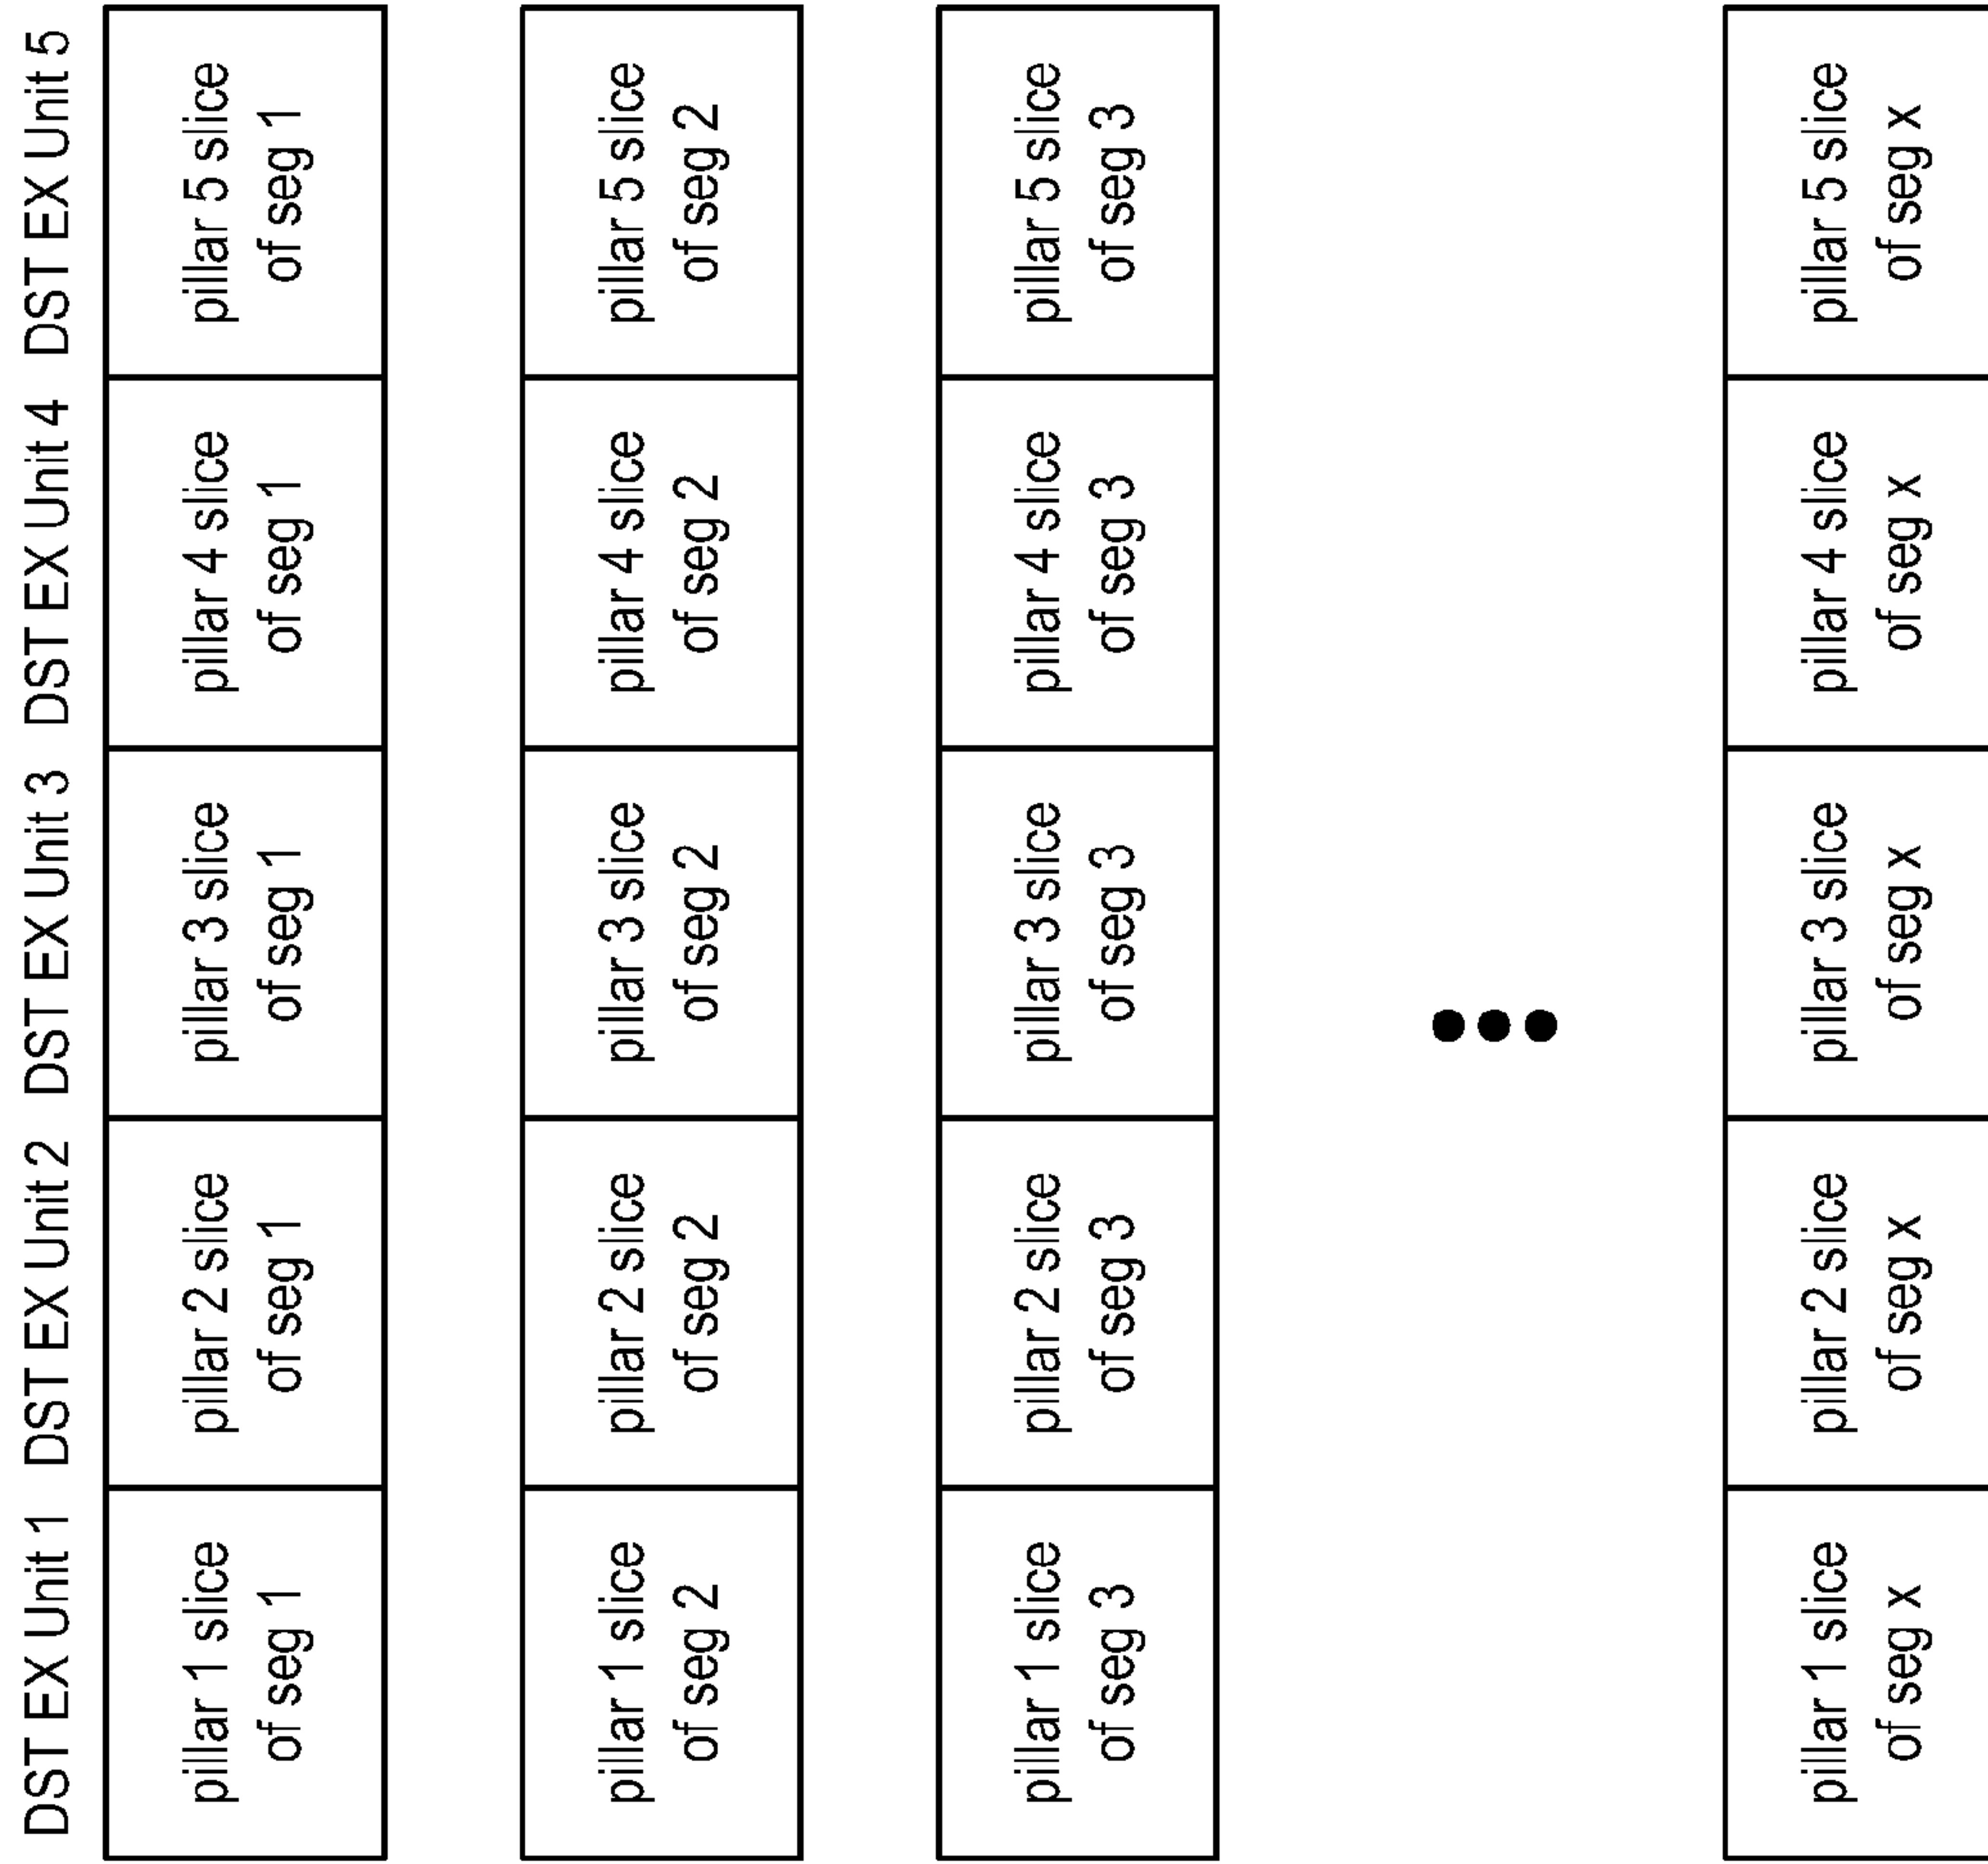 DST EX Unit 1 DST EX Unit 2 DST EX Unit 3 DST EX Unit 4 DST EX Unit 5
pillar 1 slice
of seg 1
pillar 2 slice
of seg 1
pillar 3 slice
of seg 1
pillar 4 slice
of seg 1
pillar 5 slice
of seg 1
pillar 1 slice
of seg 2
pillar 2 slice
of seg 2
pillar 3 slice
of seg 2
pillar 4 slice
of seg 2
pillar 5 slice
of seg 2
pillar 1 slice
of seg 3
pillar 2 slice
of seg 3
pillar 3 slice
of seg 3
pillar 4 slice
of seg 3
pillar 5 slice
of seg 3
pillar 1 slice
of seg x
pillar 2 slice
of seg x
pillar 3 slice
of seg x
pillar 4 slice
of seg x
pillar 5 slice
of seg x